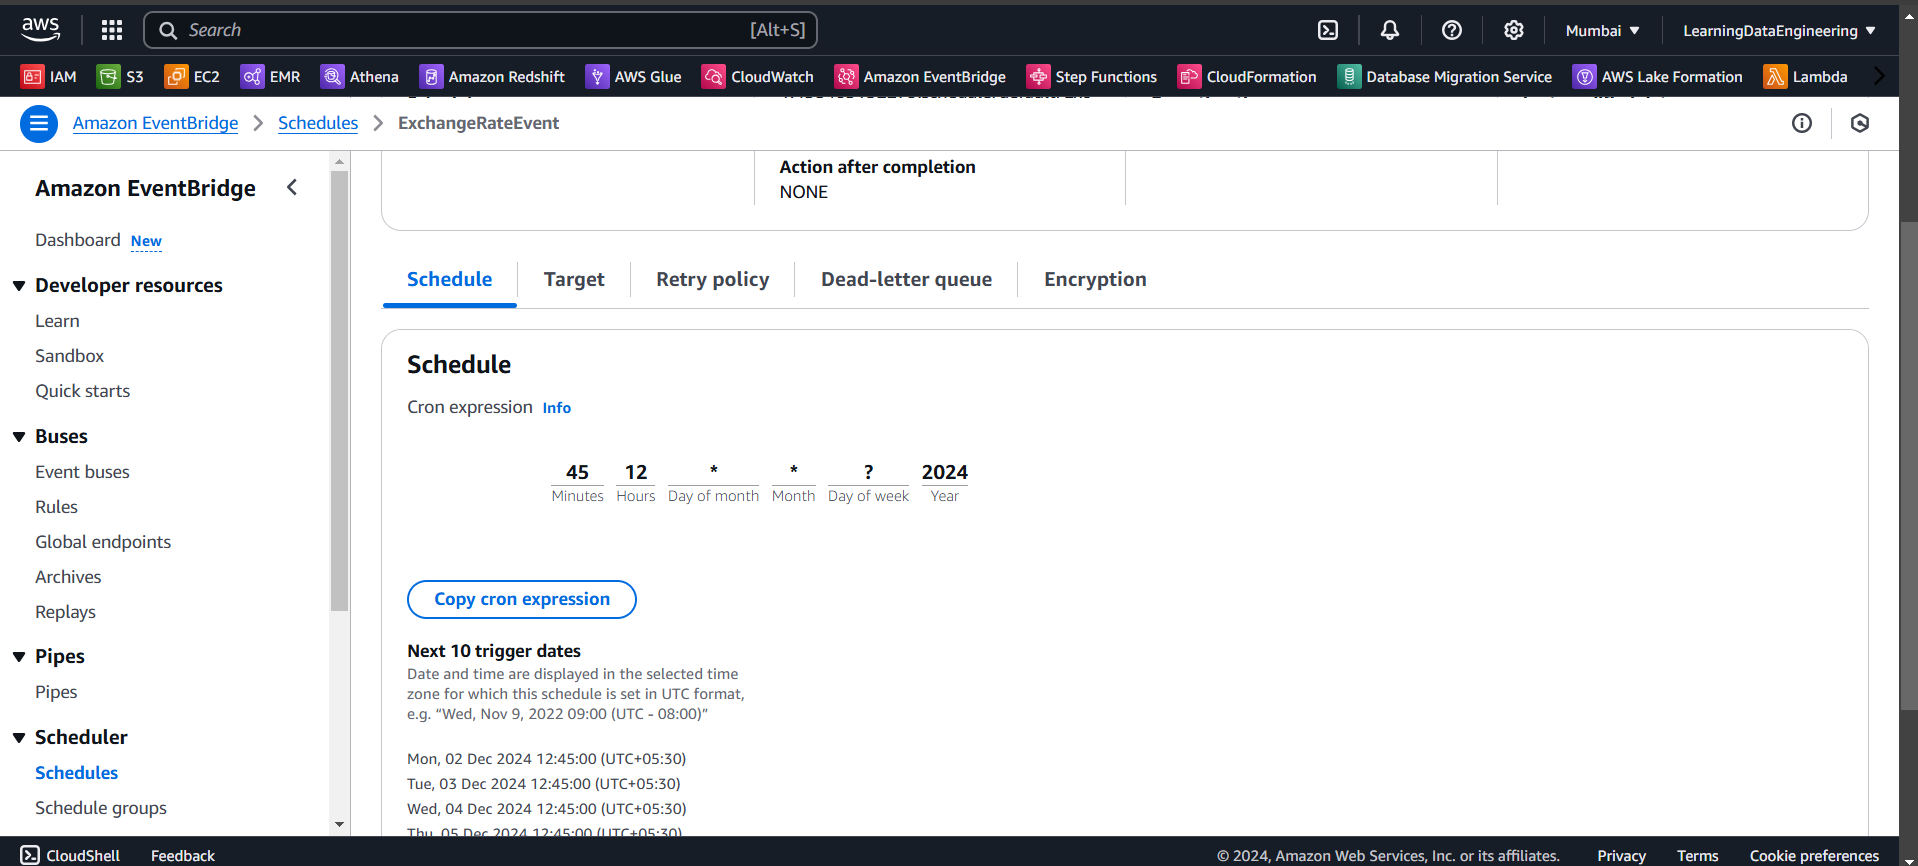 aws
Search [Alt+S]
Mumbai
LearningDataEngineering
IAM S3 EC2 EMR Athena Amazon Redshift AWS Glue CloudWatch Amazon EventBridge Step Functions CloudFormation Database Migration Service AWS Lake Formation Lambda
Amazon EventBridge Schedules ExchangeRateEvent
Amazon EventBridge
Dashboard New
Developer resources
Learn
Sandbox
Quick starts
Buses
Event buses
Rules
Global endpoints
Archives
Replays
Pipes
Pipes
Scheduler
Schedules
Schedule groups
Action after completion
NONE
Schedule Target Retry policy Dead-letter queue Encryption
Schedule
Cron expression Info
45 12 * * ? 2024
Minutes Hours Day of month Month Day of week Year
Copy cron expression
Next 10 trigger dates
Date and time are displayed in the selected time
zone for which this schedule is set in UTC format,
e.g. “Wed, Nov 9, 2022 09:00 (UTC - 08:00)”
Mon, 02 Dec 2024 12:45:00 (UTC+05:30)
Tue, 03 Dec 2024 12:45:00 (UTC+05:30)
Wed, 04 Dec 2024 12:45:00 (UTC+05:30)
Thu, 05 Dec 2024 12:45:00 (UTC+05:30)
CloudShell Feedback © 2024, Amazon Web Services, Inc. or its affiliates. Privacy Terms Cookie preferences